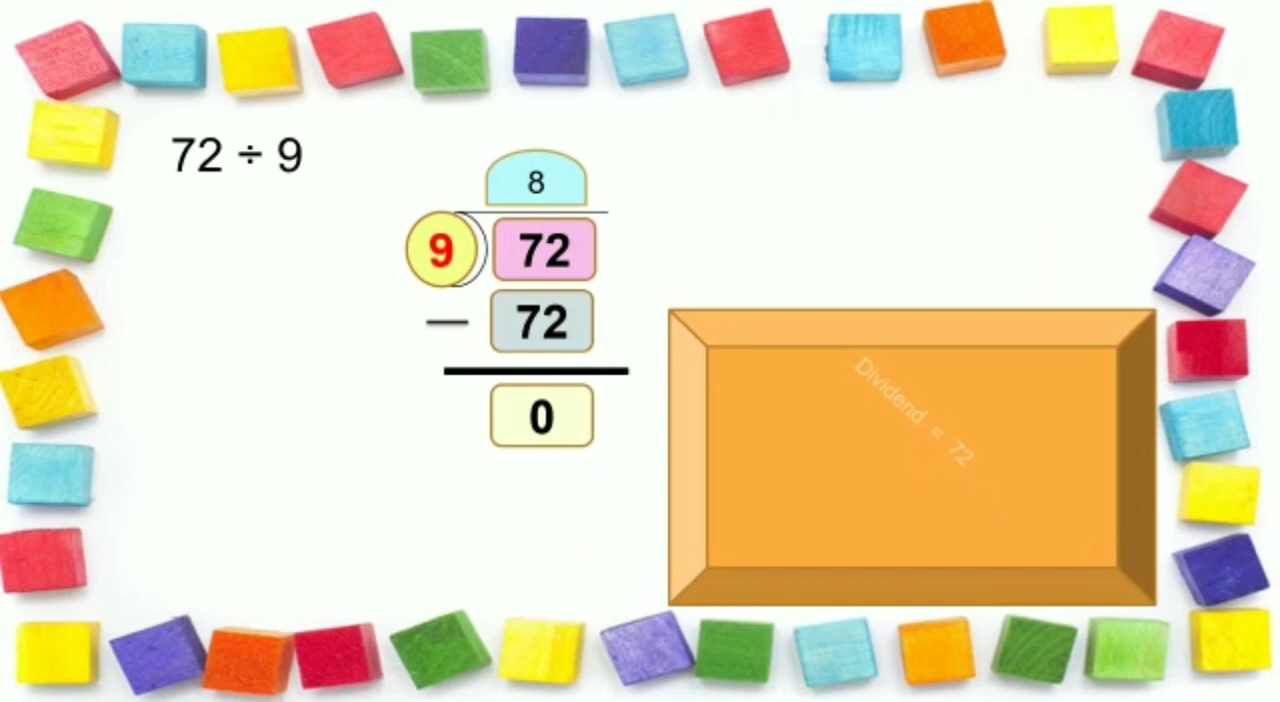 72 ÷ 9
8
9 72
— 72
0
Dividend = 72